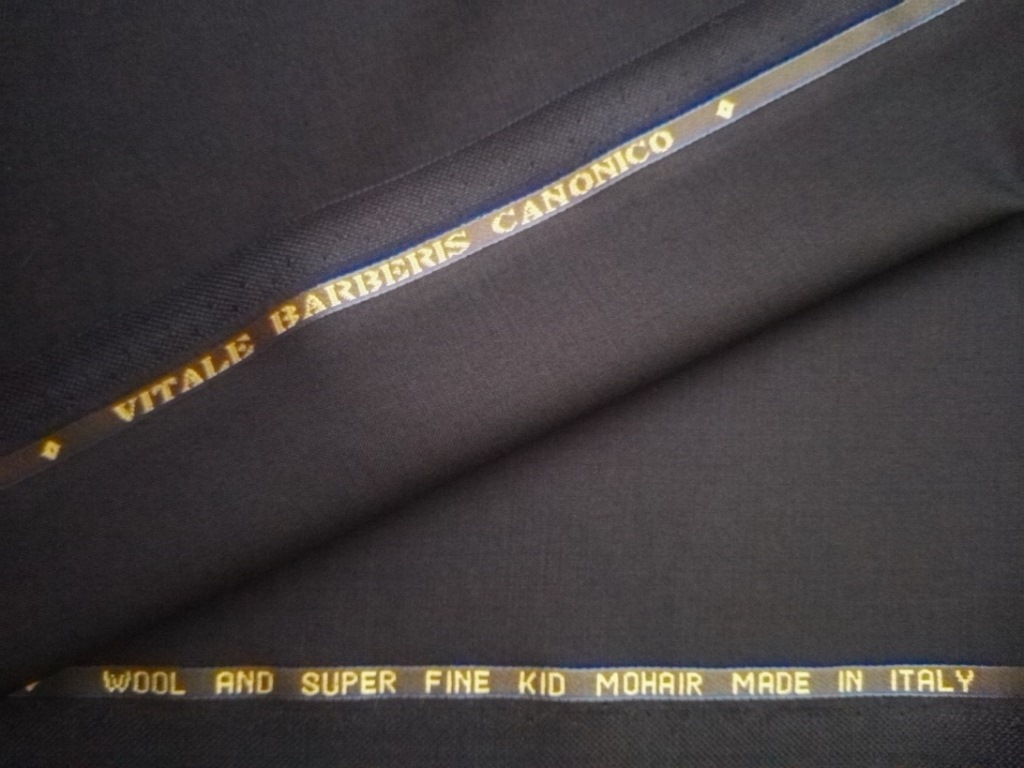 VITALE BARBERIS CANONICO
WOOL AND SUPER FINE KID MOHAIR MADE IN ITALY